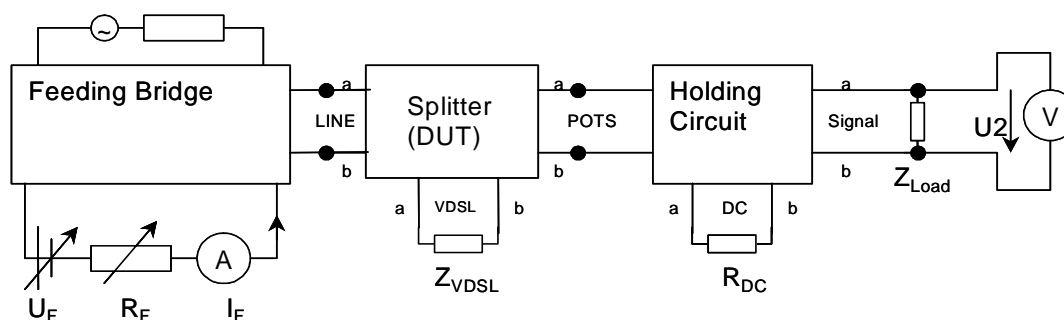 ~
Feeding Bridge
a
LINE
b
Splitter
(DUT)
a
POTS
b
Holding
Circuit
a
Signal
b
U2
V
ZLoad
a
VDSL
b
ZVDSL
a
DC
b
RDC
A
UF
RF
IF